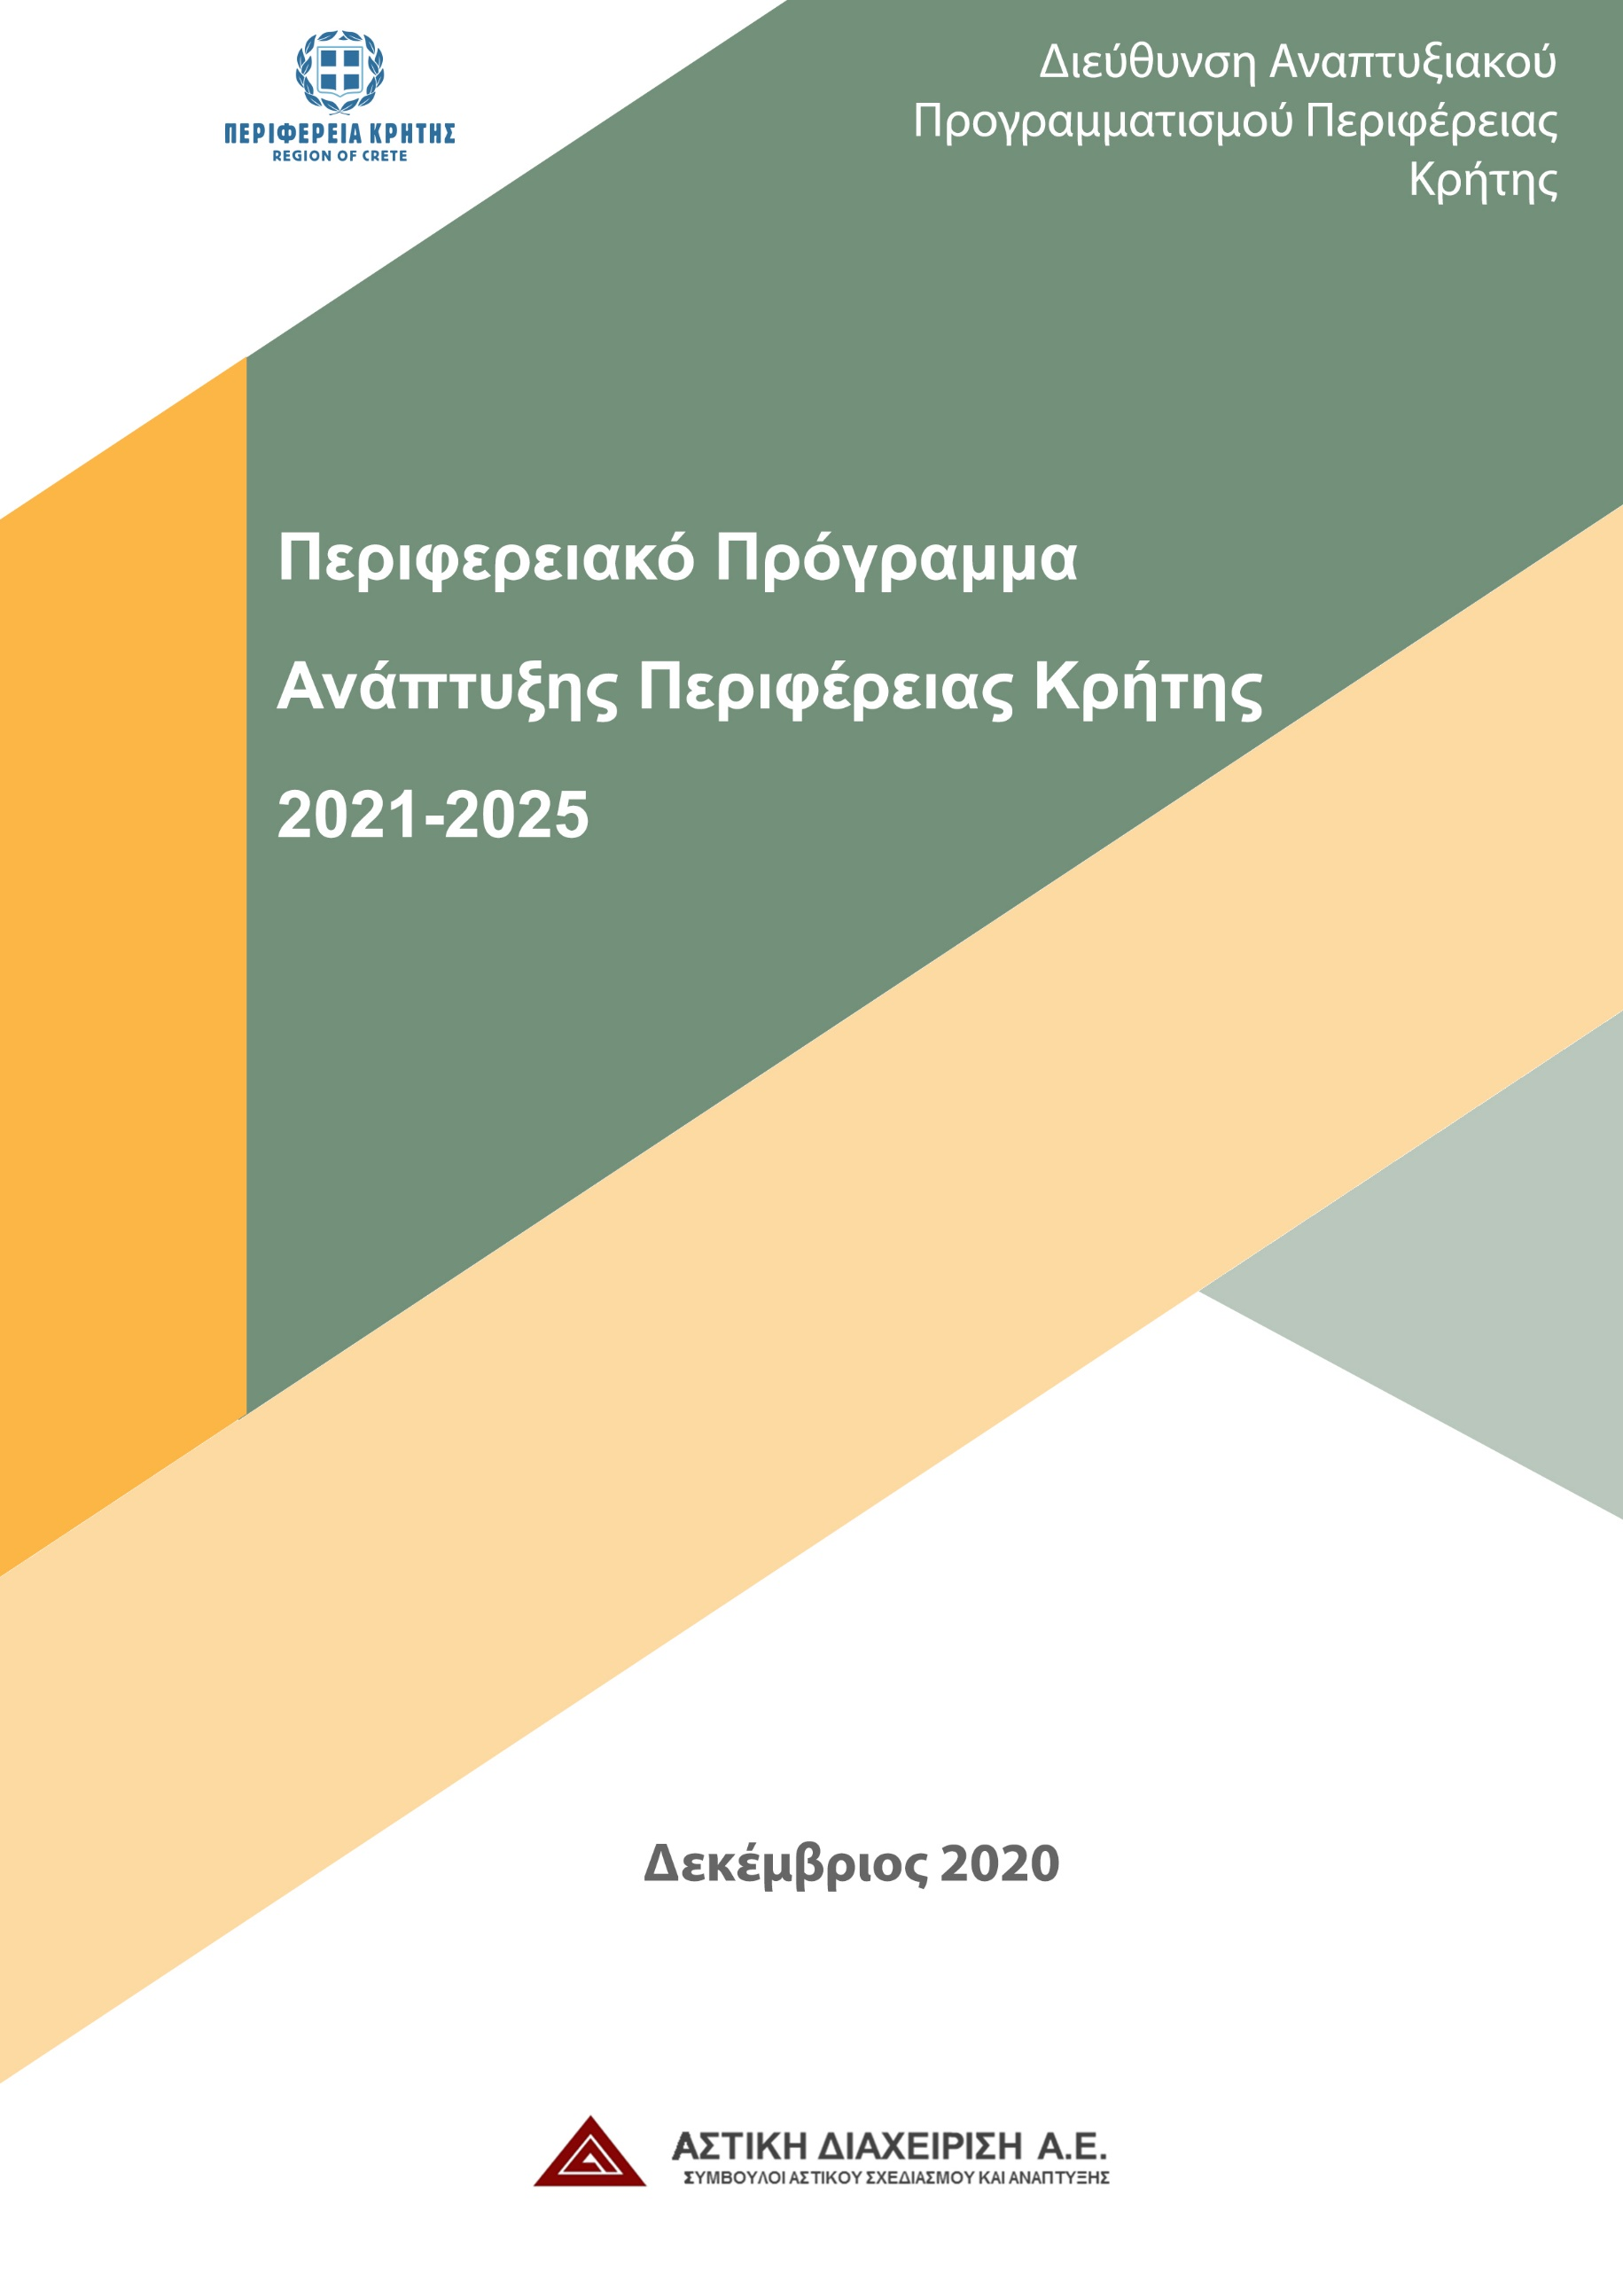 ΠΕΡΙΦΕΡΕΙΑ ΚΡΗΤΗΣ
REGION OF CRETE
Διεύθυνση Αναπτυξιακού
Προγραμματισμού Περιφέρειας
Κρήτης
Περιφερειακό Πρόγραμμα
Ανάπτυξης Περιφέρειας Κρήτης
2021-2025
Δεκέμβριος 2020
ΑΣΤΙΚΗ ΔΙΑΧΕΙΡΙΣΗ Α.Ε.
ΣΥΜΒΟΥΛΟΙ ΑΣΤΙΚΟΥ ΣΧΕΔΙΑΣΜΟΥ ΚΑΙ ΑΝΑΠΤΥΞΗΣ